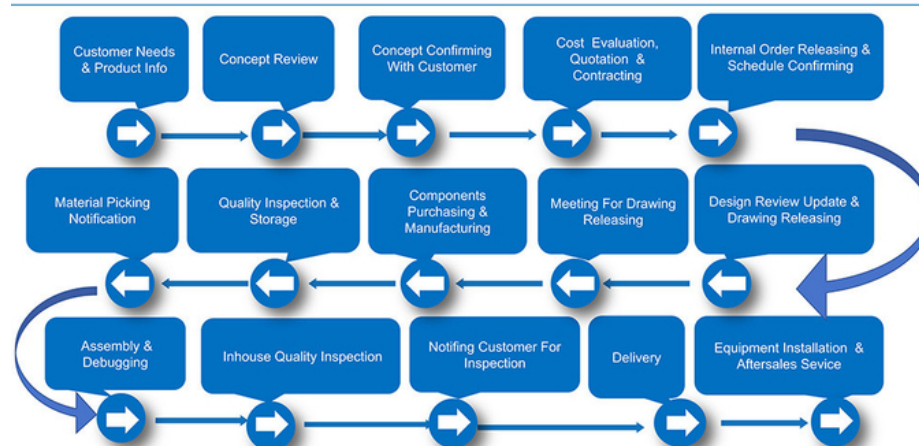 Customer Needs
& Product Info
Concept Review
Concept Confirming
With Customer
Cost Evaluation,
Quotation &
Contracting
Internal Order Releasing &
Schedule Confirming
Material Picking
Notification
Quality Inspection &
Storage
Components
Purchasing &
Manufacturing
Meeting For Drawing
Releasing
Design Review Update &
Drawing Releasing
Assembly &
Debugging
Inhouse Quality Inspection
Notifing Customer For
Inspection
Delivery
Equipment Installation &
Aftersales Sevice